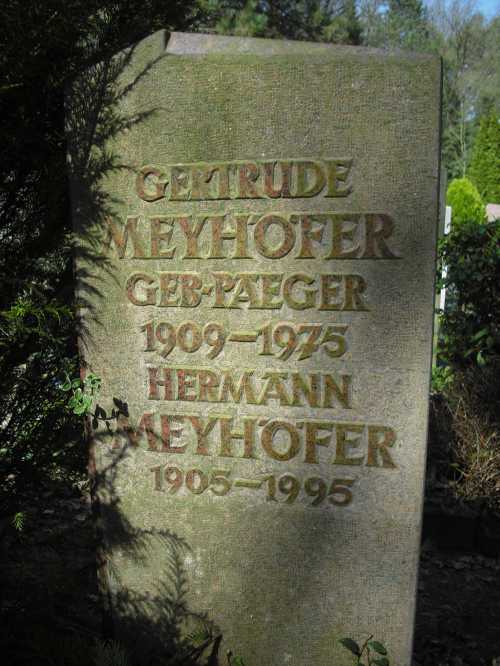 GERTRUDE
MEYHÖFER
GEB-PAEGER
1909-1975
HERMANN
MEYHÖFER
1905-1995